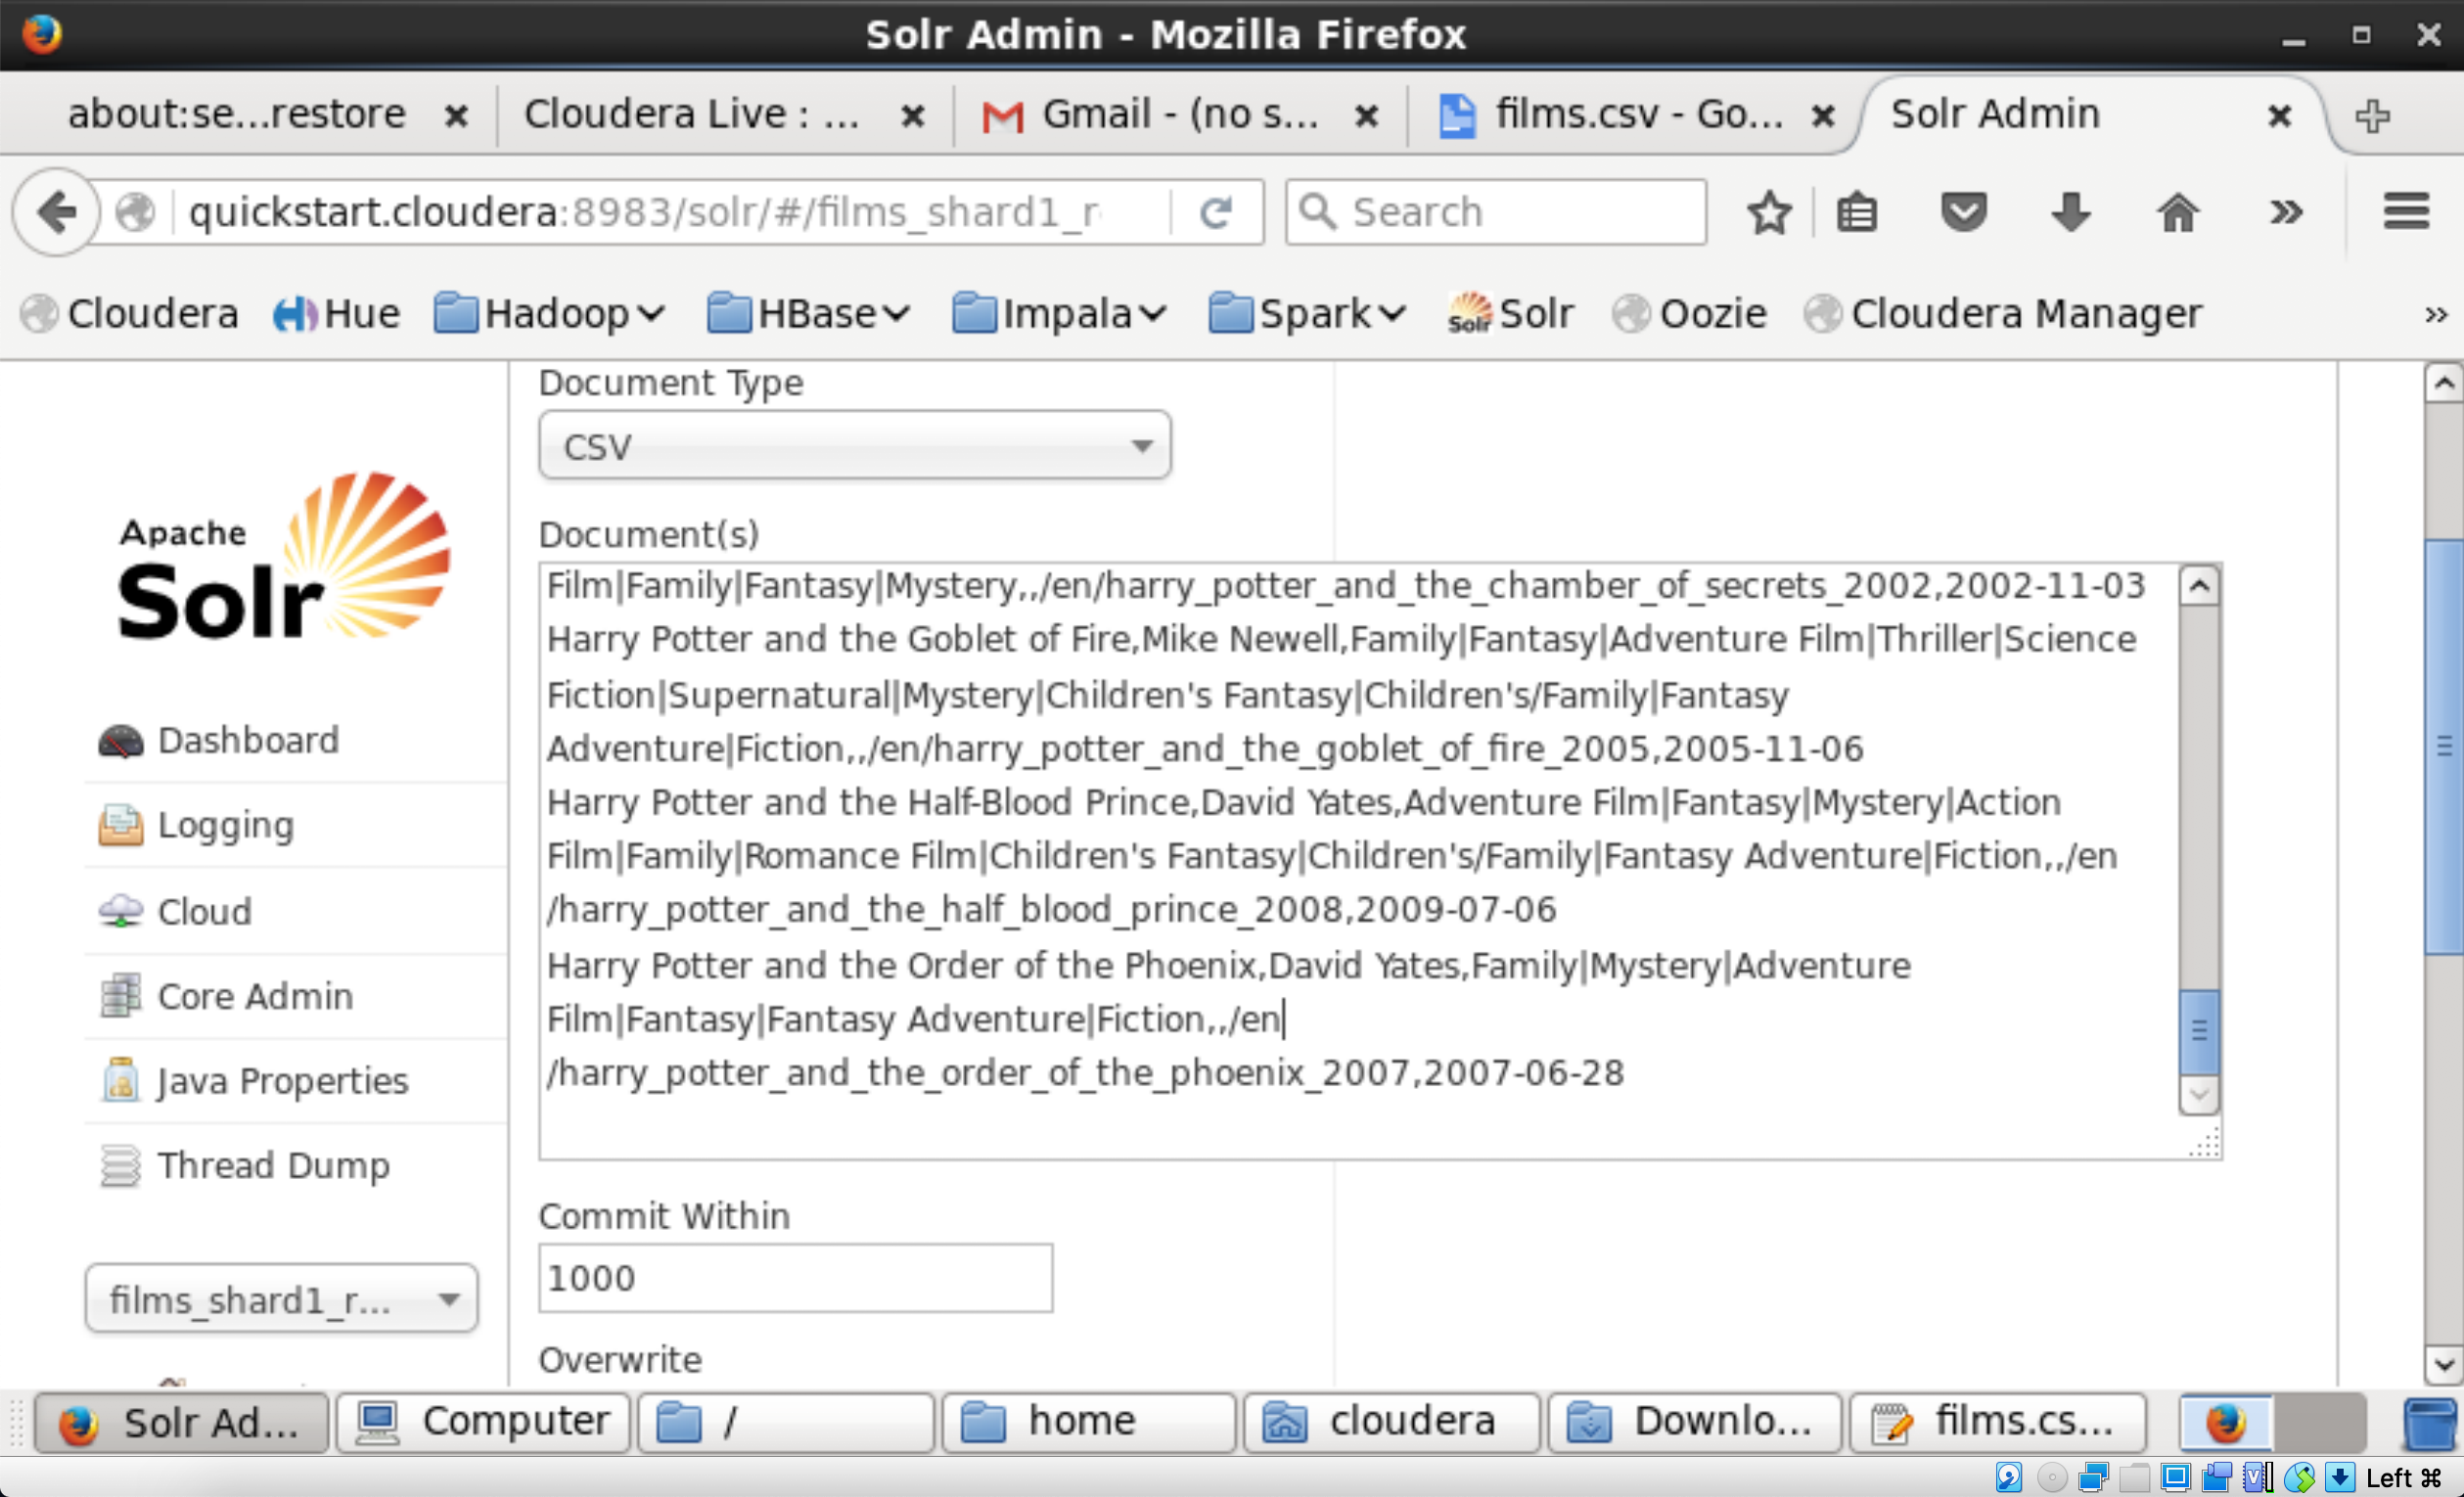 Solr Admin - Mozilla Firefox
about:se...restore
Cloudera Live : ...
Gmail - (no s...
films.csv - Go...
Solr Admin
quickstart.cloudera:8983/solr/#/films_shard1_r
Search
Cloudera
Hue
Hadoop
HBase
Impala
Spark
Solr
Solr
Oozie
Cloudera Manager
»
Apache
Solr
Dashboard
Logging
Cloud
Core Admin
Java Properties
Thread Dump
films_shard1_r...
Document Type
CSV
Document(s)
Film|Family|Fantasy|Mystery,,/en/harry_potter_and_the_chamber_of_secrets_2002,2002-11-03
Harry Potter and the Goblet of Fire,Mike Newell,Family|Fantasy|Adventure Film|Thriller|Science
Fiction|Supernatural|Mystery|Children's Fantasy|Children's/Family|Fantasy
Adventure|Fiction,,/en/harry_potter_and_the_goblet_of_fire_2005,2005-11-06
Harry Potter and the Half-Blood Prince,David Yates,Adventure Film|Fantasy|Mystery|Action
Film|Family|Romance Film|Children's Fantasy|Children's/Family|Fantasy Adventure|Fiction,,/en
/harry_potter_and_the_half_blood_prince_2008,2009-07-06
Harry Potter and the Order of the Phoenix,David Yates,Family|Mystery|Adventure
Film|Fantasy|Fantasy Adventure|Fiction,,/en
/harry_potter_and_the_order_of_the_phoenix_2007,2007-06-28
Commit Within
1000
Overwrite
Solr Ad...
Computer
/
home
cloudera
Downlo...
films.cs...
Left ⌘